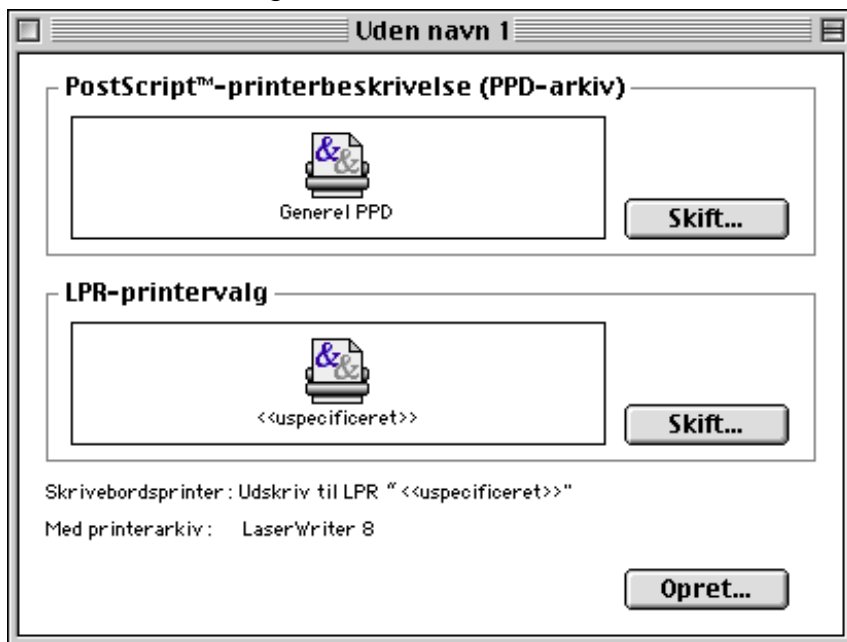 Uden navn 1
PostScript™-printerbeskrivelse (PPD-arkiv)
Generel PPD
Skift...
LPR-printervalg
<<uspecificeret>>
Skift...
Skrivebordsprinter: Udskriv til LPR “<<uspecificeret>>"
Med printerarkiv: LaserWriter 8
Opret...